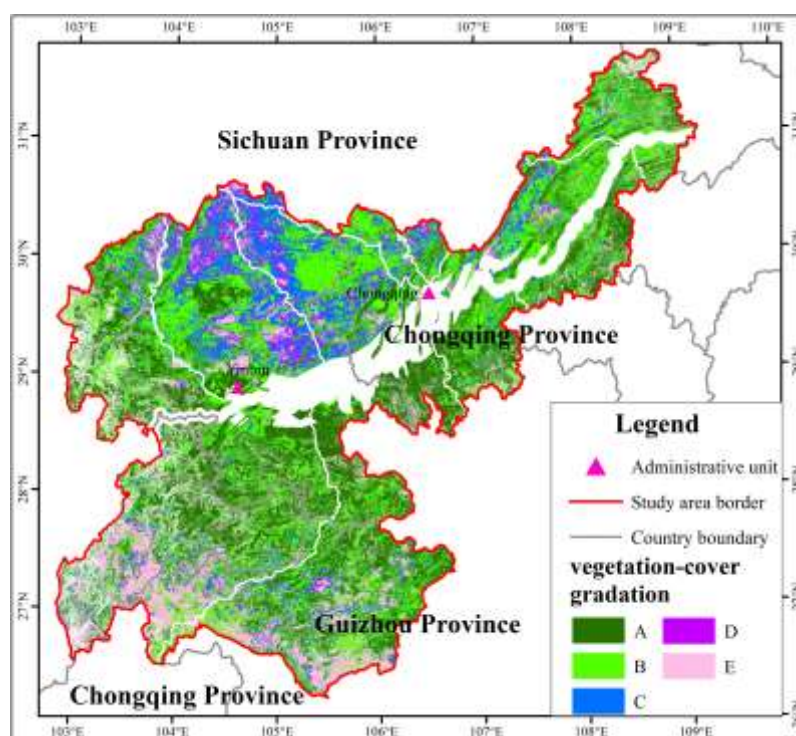 103°E 104°E 105°E 106°E 107°E 108°E 109°E 110°E
31°N
31°N
Sichuan Province
30°N
30°N
Chongqing
Chongqing Province
29°N
Legend
Administrative unit
28°N
Study area border
Country boundary
vegetation-cover
gradation
27°N
A D
Guizhou Province
B E
Chongqing Province
C
103°E 104°E 105°E 106°E 107°E 108°E 109°E